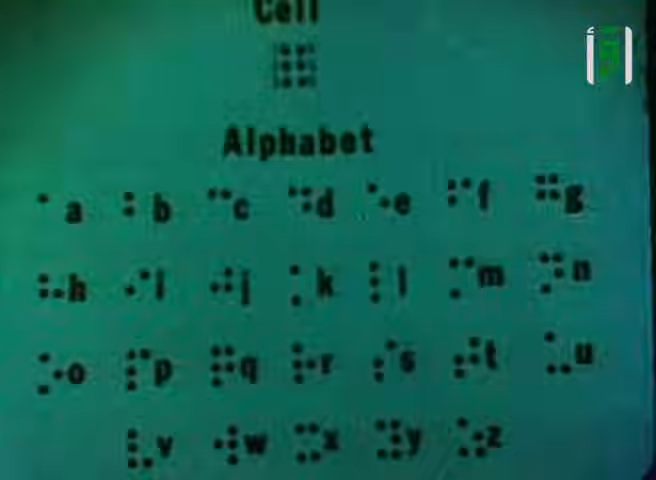 Cell
Alphabet
a b c d e f g
h i j k l m n
o p q r s t u
v w x y z